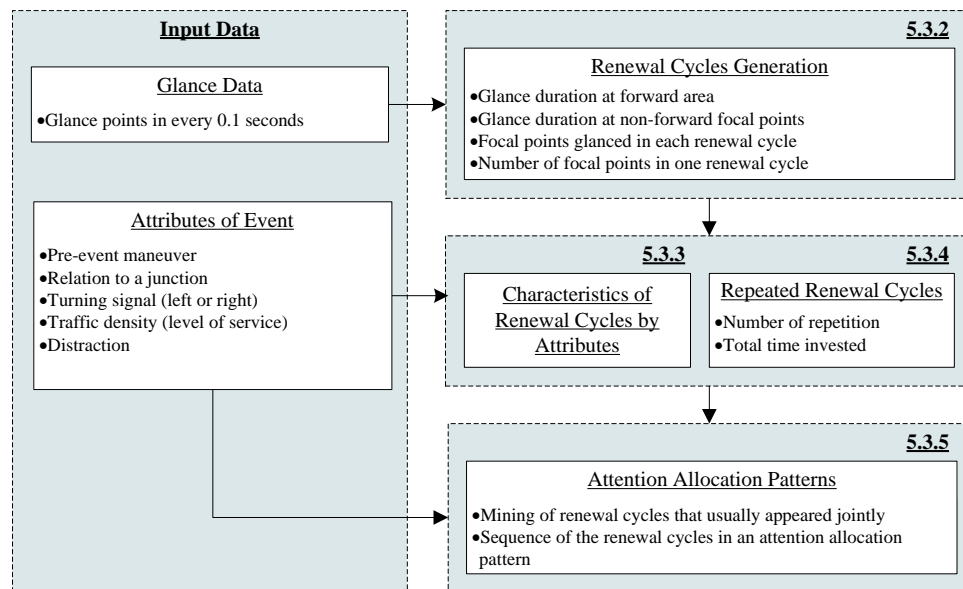 Input Data
Glance Data
•Glance points in every 0.1 seconds
Attributes of Event
•Pre-event maneuver
•Relation to a junction
•Turning signal (left or right)
•Traffic density (level of service)
•Distraction
5.3.2
Renewal Cycles Generation
•Glance duration at forward area
•Glance duration at non-forward focal points
•Focal points glanced in each renewal cycle
•Number of focal points in one renewal cycle
5.3.3
Characteristics of
Renewal Cycles by
Attributes
5.3.4
Repeated Renewal Cycles
•Number of repetition
•Total time invested
5.3.5
Attention Allocation Patterns
•Mining of renewal cycles that usually appeared jointly
•Sequence of the renewal cycles in an attention allocation
pattern